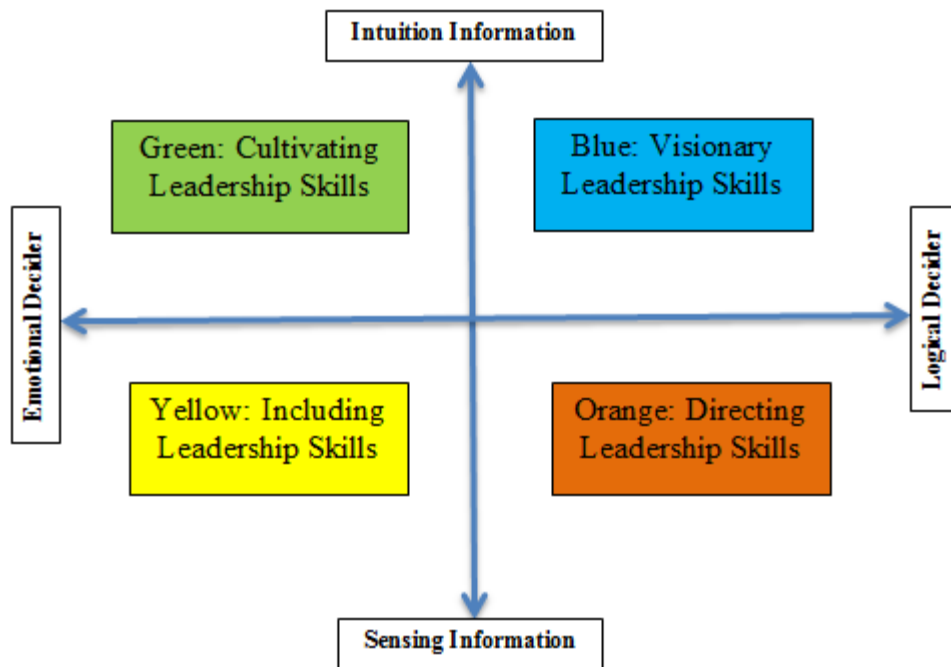 Intuition Information
Green: Cultivating
Leadership Skills
Blue: Visionary
Leadership Skills
Emotional Decider
Logical Decider
Yellow: Including
Leadership Skills
Orange: Directing
Leadership Skills
Sensing Information